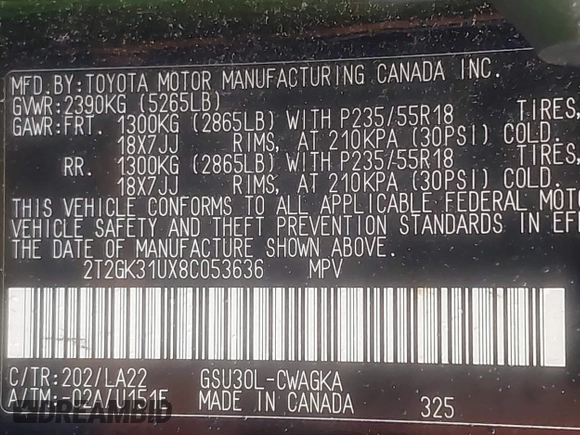 MFD.BY:TOYOTA MOTOR MANUFACTURING CANADA INC.
GVWR:2390KG (5265LB)
GAWR:FRT. 1300KG (2865LB) WITH P235/55R18 TIRES,
18X7JJ RIMS, AT 210KPA (30PSI) COLD.
RR. 1300KG (2865LB) WITH P235/55R18 TIRES,
18X7JJ RIMS, AT 210KPA (30PSI) COLD.
THIS VEHICLE CONFORMS TO ALL APPLICABLE FEDERAL MOTO
VEHICLE SAFETY AND THEFT PREVENTION STANDARDS IN EFF
THE DATE OF MANUFACTURE SHOWN ABOVE.
2T2GK31UX8C053636 MPV
C/TR:202/LA22 GSU30L-CWAGKA
A/TM:-02A/U151F MADE IN CANADA 325
DREAMBID